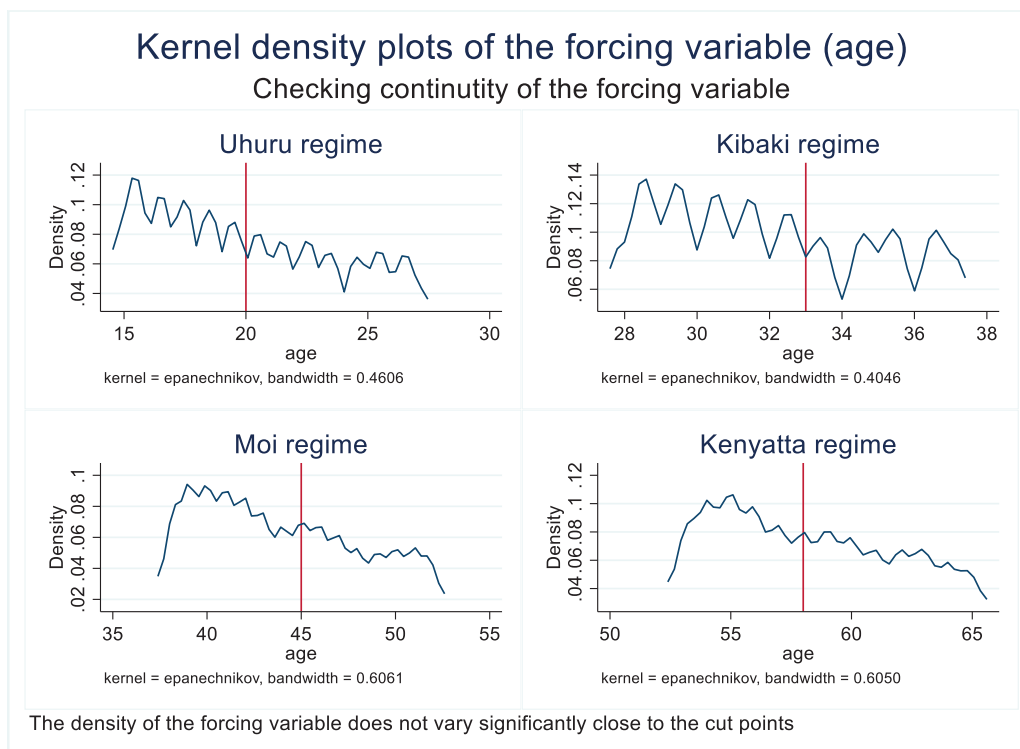 Kernel density plots of the forcing variable (age)
Checking continutity of the forcing variable
Uhuru regime
Density
.04 .06 .08 .1 .12
15 20 25 30
age
kernel = epanechnikov, bandwidth = 0.4606
Kibaki regime
Density
.06 .08 .1 .12 .14
28 30 32 34 36 38
age
kernel = epanechnikov, bandwidth = 0.4046
Moi regime
Density
.02 .04 .06 .08 .1
35 40 45 50 55
age
kernel = epanechnikov, bandwidth = 0.6061
Kenyatta regime
Density
.04 .06 .08 .1 .12
50 55 60 65
age
kernel = epanechnikov, bandwidth = 0.6050
The density of the forcing variable does not vary significantly close to the cut points